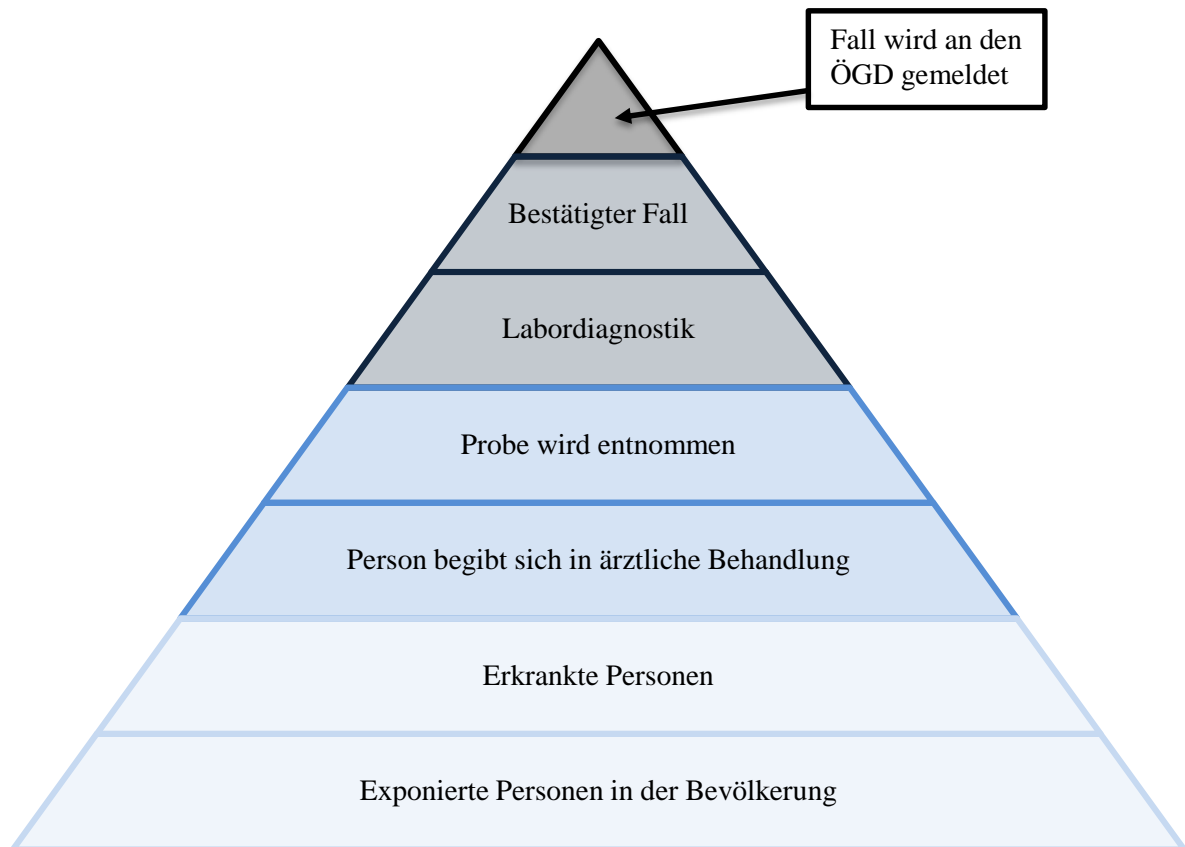 Fall wird an den
ÖGD gemeldet
Bestätigter Fall
Labordiagnostik
Probe wird entnommen
Person begibt sich in ärztliche Behandlung
Erkrankte Personen
Exponierte Personen in der Bevölkerung